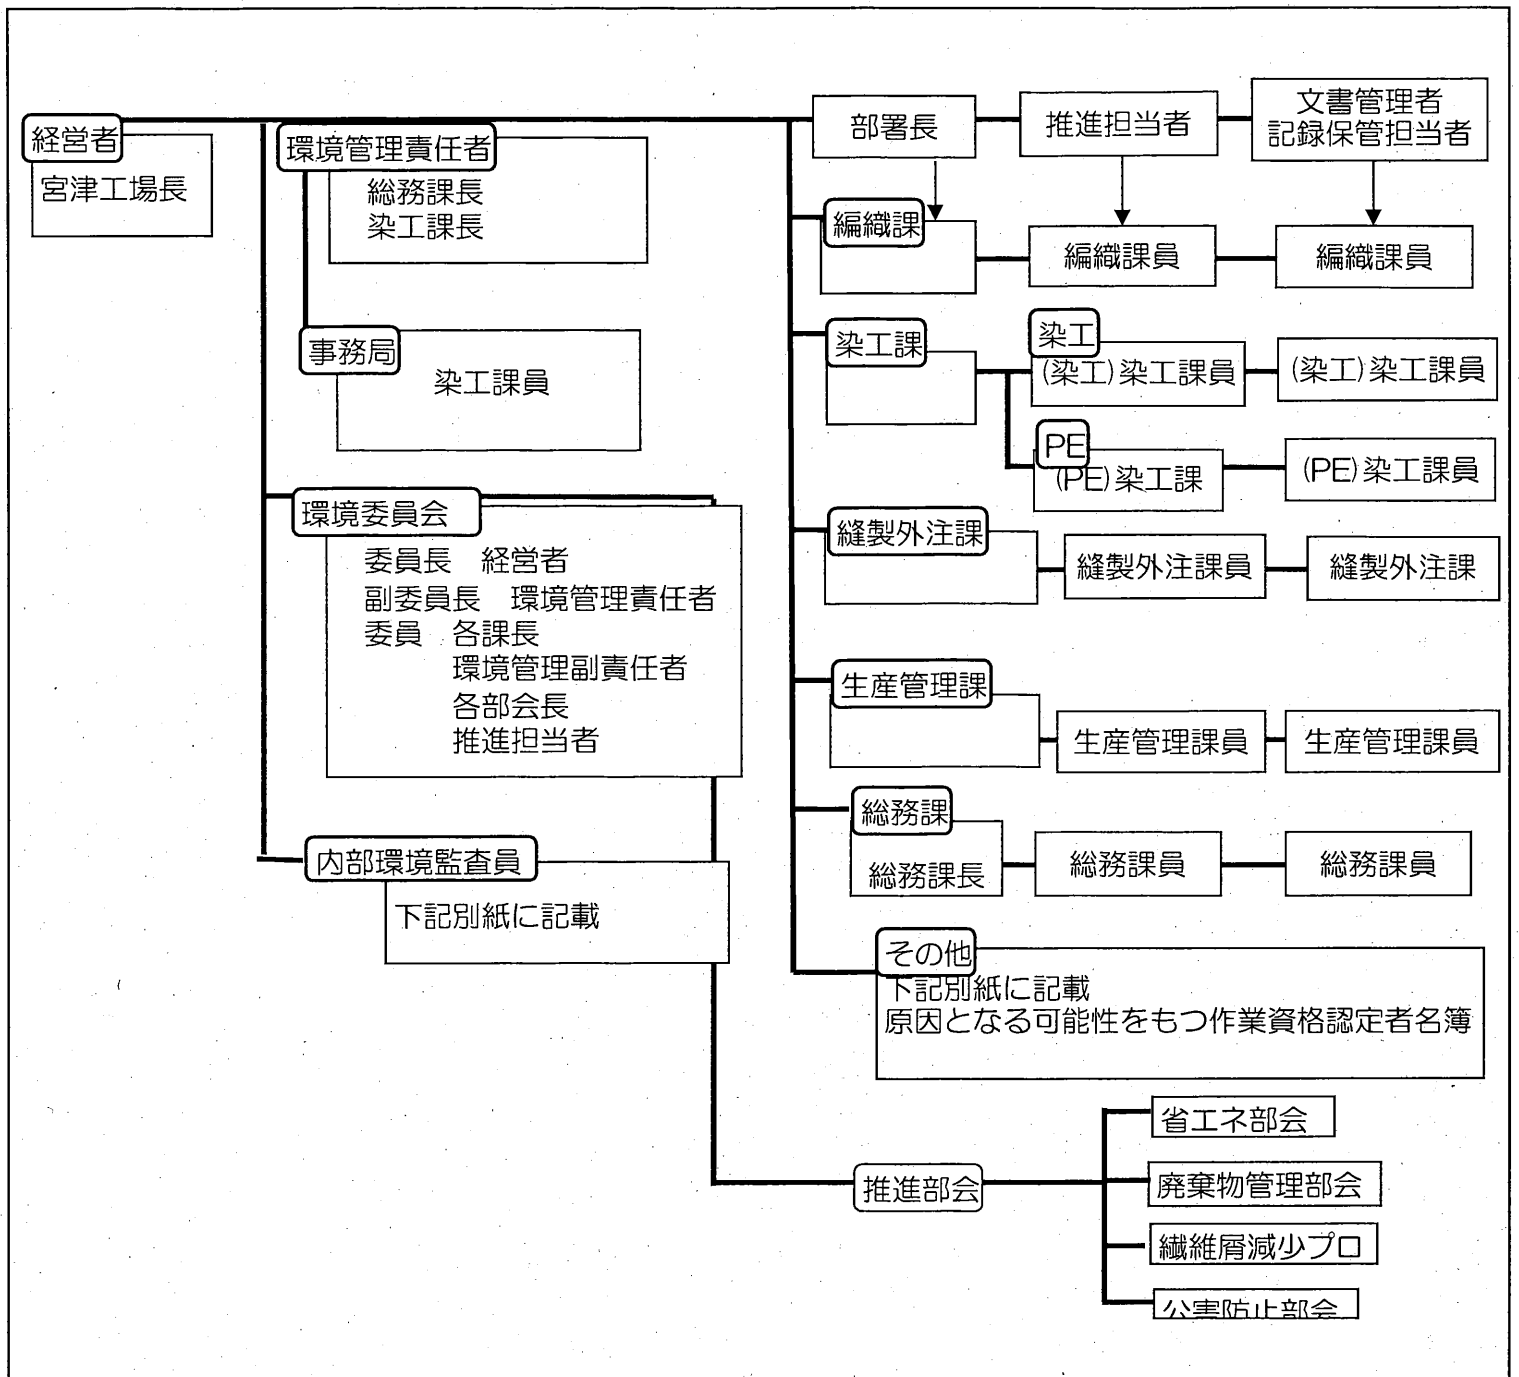 経営者
宮津工場長
環境管理責任者
総務課長
染工課長
事務局
染工課員
環境委員会
委員長 経営者
副委員長 環境管理責任者
委員 各課長
環境管理副責任者
各部会長
推進担当者
内部環境監査員
下記別紙に記載
部署長
推進担当者
文書管理者
記録保管担当者
編織課
編織課員
編織課員
染工課
染工
(染工)染工課員
(染工)染工課員
PE
(PE)染工課
(PE)染工課員
縫製外注課
縫製外注課員
縫製外注課
生産管理課
生産管理課員
生産管理課員
総務課
総務課長
総務課員
総務課員
その他
下記別紙に記載
原因となる可能性をもつ作業資格認定者名簿
推進部会
省エネ部会
廃棄物管理部会
繊維屑減少プロ
公害防止部会